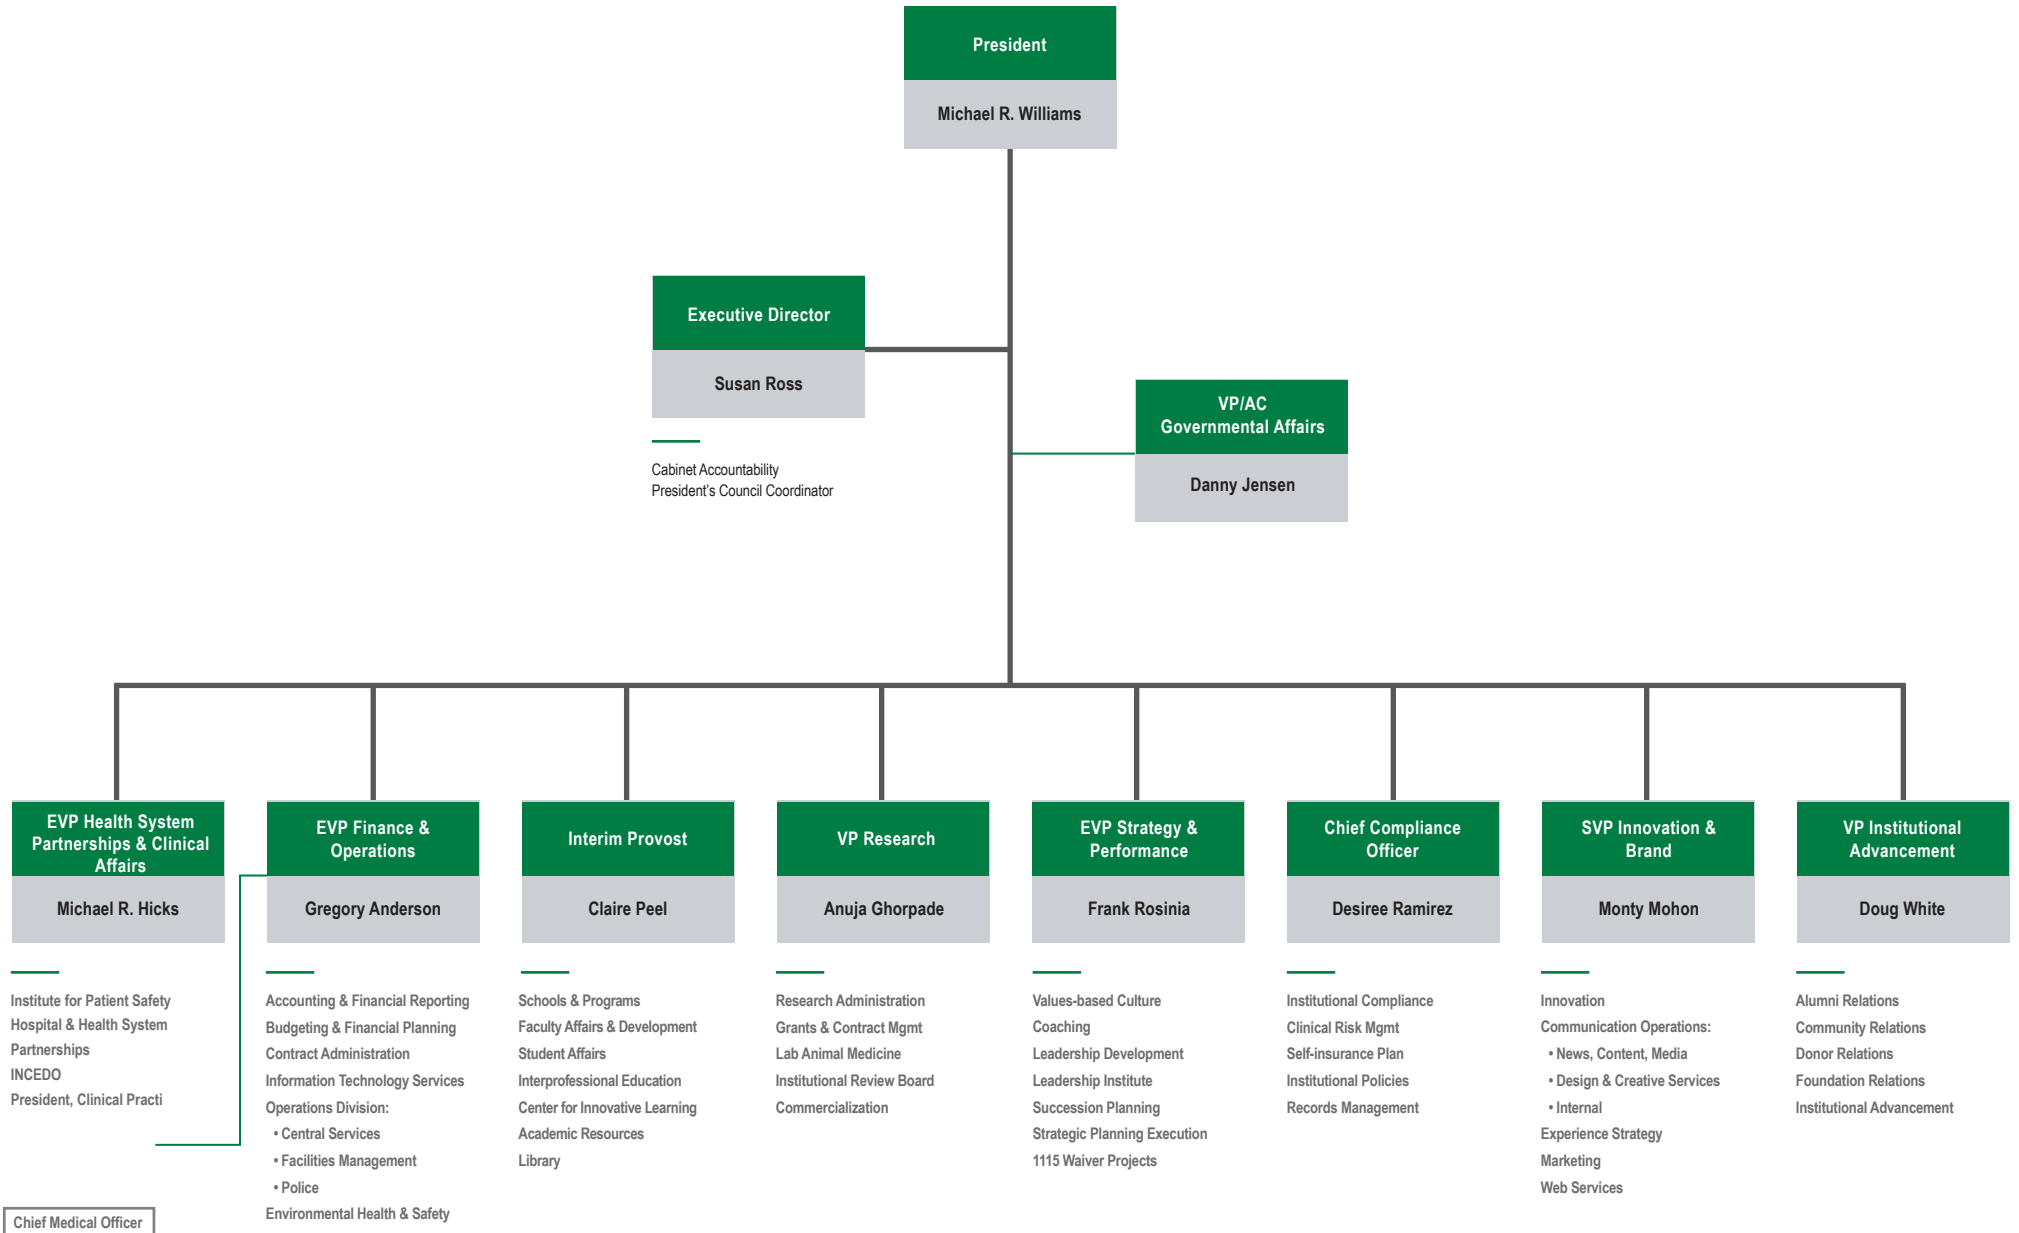 President
Michael R. Williams
Executive Director
Susan Ross
Cabinet Accountability
President's Council Coordinator
VP/AC
Governmental Affairs
Danny Jensen
EVP Health System
Partnerships & Clinical
Affairs
Michael R. Hicks
Institute for Patient Safety
Hospital & Health System
Partnerships
INCEDO
President, Clinical Practi
Chief Medical Officer
EVP Finance &
Operations
Gregory Anderson
Accounting & Financial Reporting
Budgeting & Financial Planning
Contract Administration
Information Technology Services
Operations Division:
• Central Services
• Facilities Management
• Police
Environmental Health & Safety
Interim Provost
Claire Peel
Schools & Programs
Faculty Affairs & Development
Student Affairs
Interprofessional Education
Center for Innovative Learning
Academic Resources
Library
VP Research
Anuja Ghorpade
Research Administration
Grants & Contract Mgmt
Lab Animal Medicine
Institutional Review Board
Commercialization
EVP Strategy &
Performance
Frank Rosinia
Values-based Culture
Coaching
Leadership Development
Leadership Institute
Succession Planning
Strategic Planning Execution
1115 Waiver Projects
Chief Compliance
Officer
Desiree Ramirez
Institutional Compliance
Clinical Risk Mgmt
Self-insurance Plan
Institutional Policies
Records Management
SVP Innovation &
Brand
Monty Mohon
Innovation
Communication Operations:
• News, Content, Media
• Design & Creative Services
• Internal
Experience Strategy
Marketing
Web Services
VP Institutional
Advancement
Doug White
Alumni Relations
Community Relations
Donor Relations
Foundation Relations
Institutional Advancement